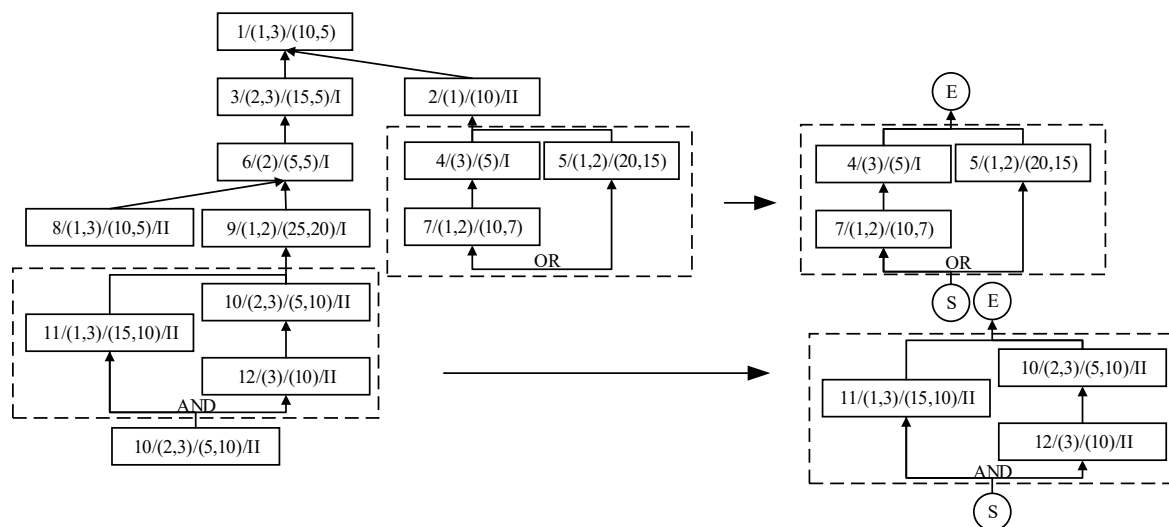 1/(1,3)/(10,5)
3/(2,3)/(15,5)/I
2/(1)/(10)/II
6/(2)/(5,5)/I
4/(3)/(5)/I
5/(1,2)/(20,15)
8/(1,3)/(10,5)/II
9/(1,2)/(25,20)/I
7/(1,2)/(10,7)
OR
10/(2,3)/(5,10)/II
11/(1,3)/(15,10)/II
12/(3)/(10)/II
AND
10/(2,3)/(5,10)/II
E
4/(3)/(5)/I
5/(1,2)/(20,15)
7/(1,2)/(10,7)
OR
S
E
10/(2,3)/(5,10)/II
11/(1,3)/(15,10)/II
12/(3)/(10)/II
AND
S